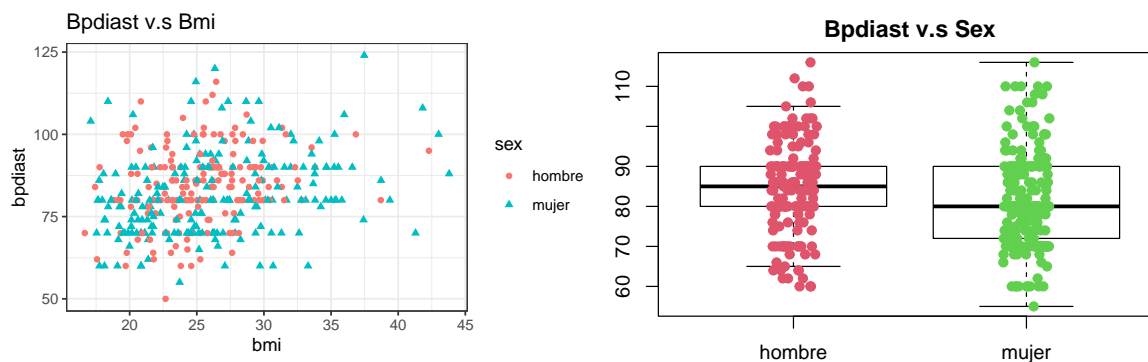 Bpdiast v.s Bmi
125
100
75
50
bpdiast
20 25 30 35 40 45
bmi
sex
hombre
mujer
Bpdiast v.s Sex
110
90
80
70
60
hombre mujer